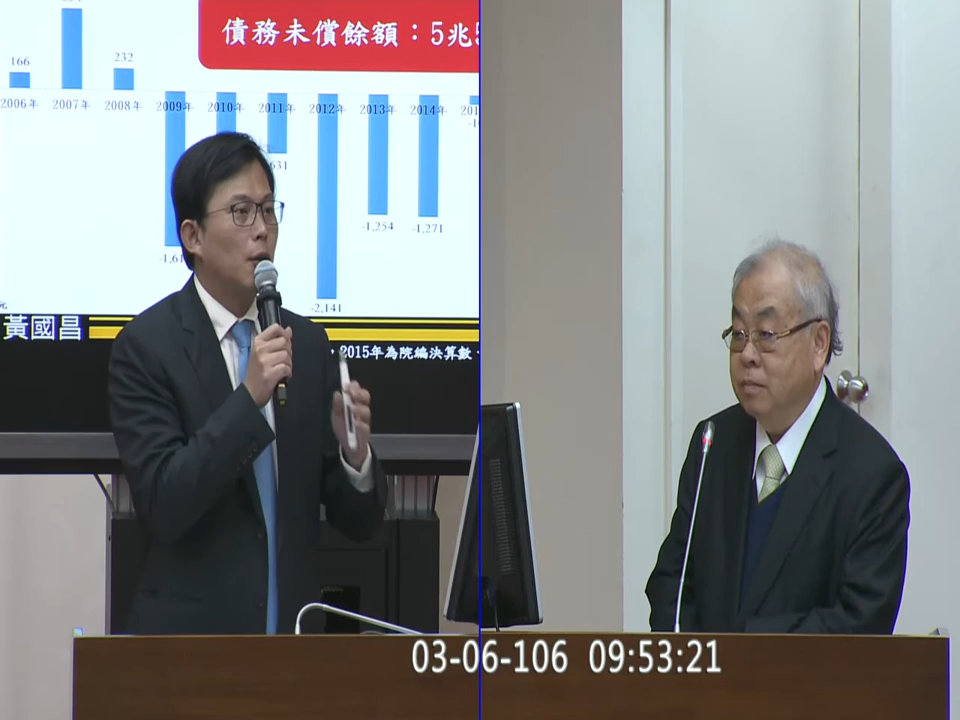 債務未償餘額：5兆5
166
232
2006年 2007年 2008年 2009年 2010年 2011年 2012年 2013年 2014年
-1,254 -1,271
-2,141
元
黃國昌
2015年為院編決算數
03-06-106 09:53:21